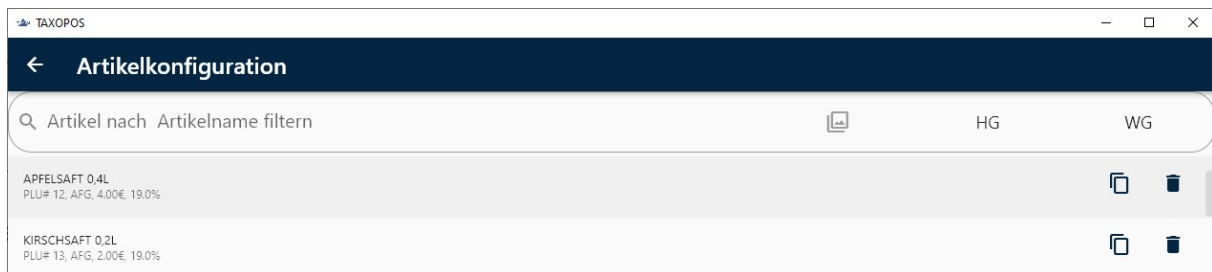 TAXOPOS
Artikelkonfiguration
Artikel nach Artikelname filtern HG WG
APFELSAFT 0,4L
PLU# 12, AFG, 4.00€, 19.0%
KIRSCHSAFT 0,2L
PLU# 13, AFG, 2.00€, 19.0%